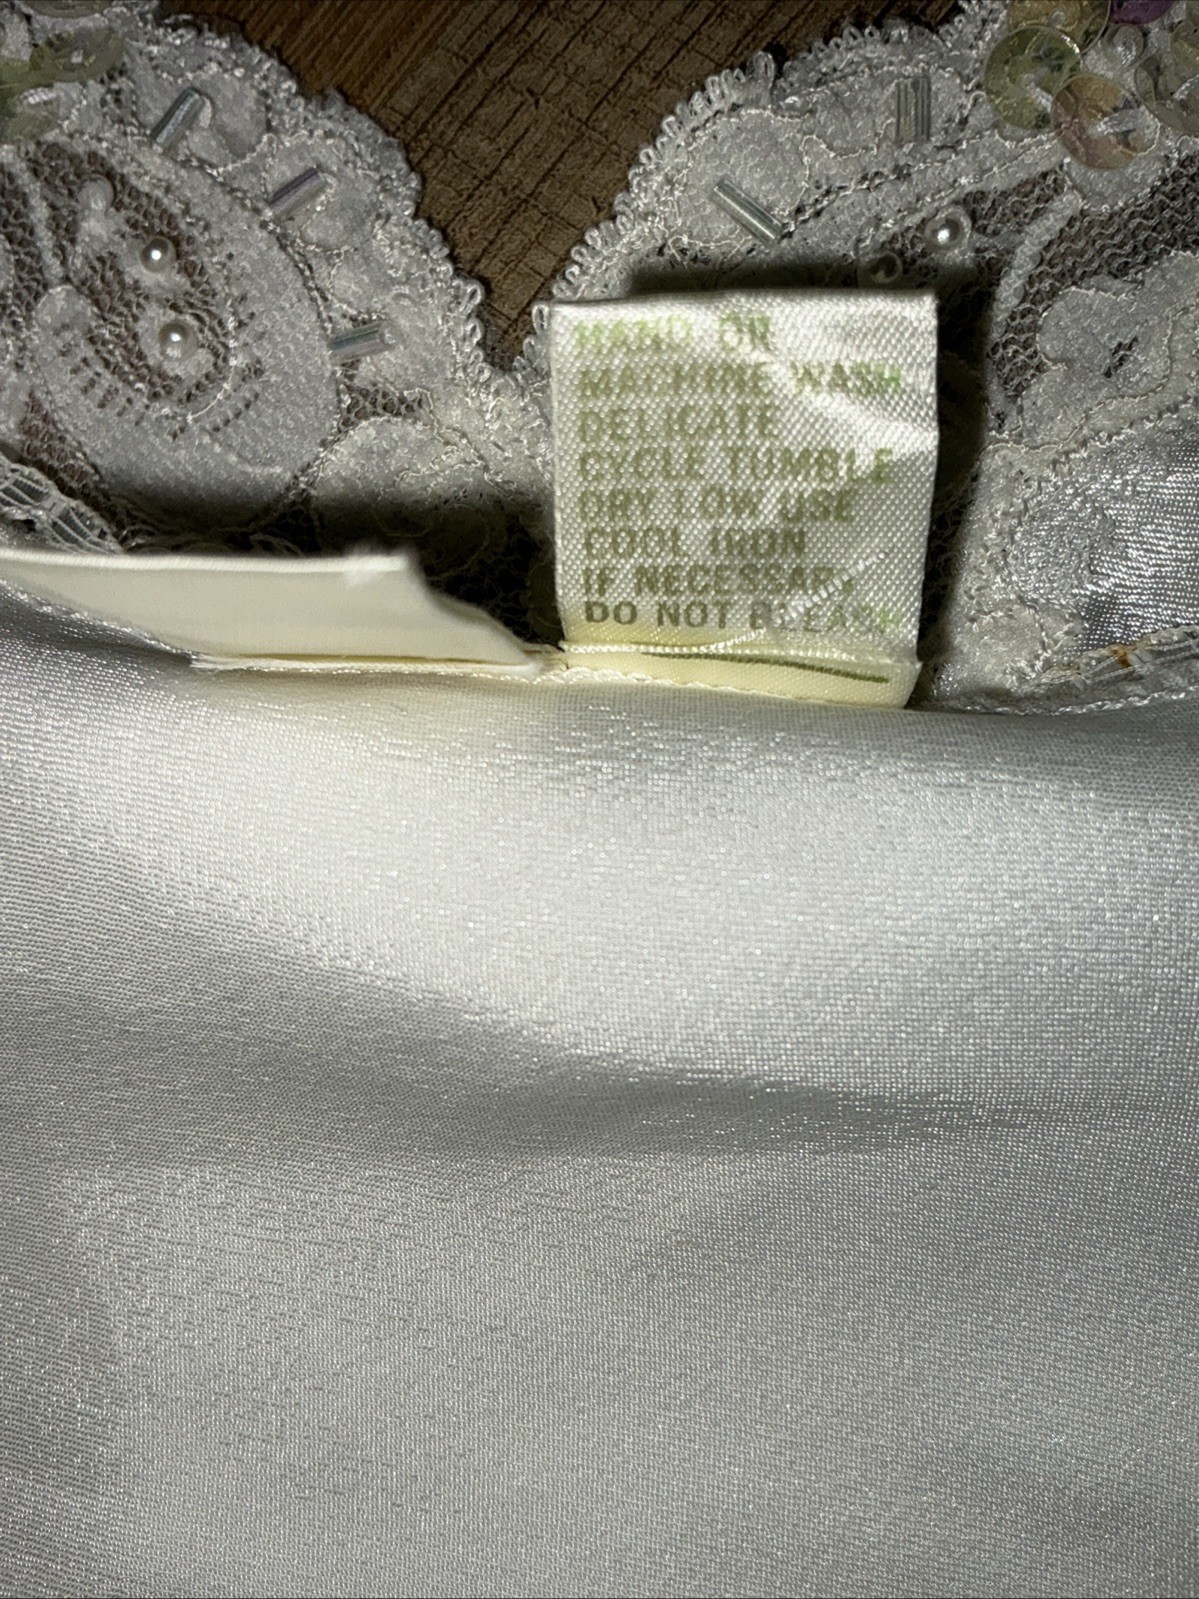 HAND OR
MACHINE WASH
DELICATE
CYCLE TUMBLE
DRY LOW USE
COOL IRON
IF NECESSARY
DO NOT BLEACH